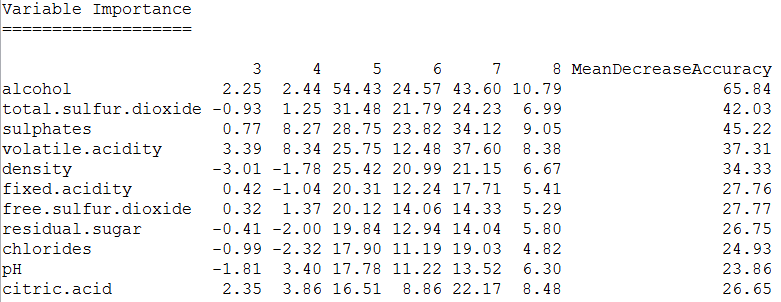 Variable Importance
===================
3 4 5 6 7 8 MeanDecreaseAccuracy
alcohol 2.25 2.44 54.43 24.57 43.60 10.79 65.84
total.sulfur.dioxide -0.93 1.25 31.48 21.79 24.23 6.99 42.03
sulphates 0.77 8.27 28.75 23.82 34.12 9.05 45.22
volatile.acidity 3.39 8.34 25.75 12.48 37.60 8.38 37.31
density -3.01 -1.78 25.42 20.99 21.15 6.67 34.33
fixed.acidity 0.42 -1.04 20.31 12.24 17.71 5.41 27.76
free.sulfur.dioxide 0.32 1.37 20.12 14.06 14.33 5.29 27.77
residual.sugar -0.41 -2.00 19.84 12.94 14.04 5.80 26.75
chlorides -0.99 -2.32 17.90 11.19 19.03 4.82 24.93
pH -1.81 3.40 17.78 11.22 13.52 6.30 23.86
citric.acid 2.35 3.86 16.51 8.86 22.17 8.48 26.65